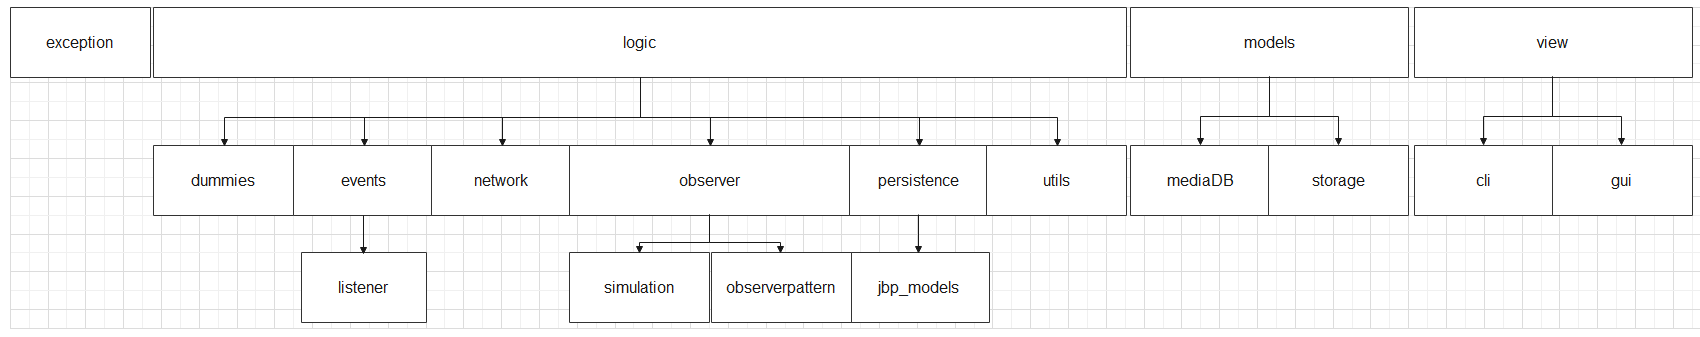 exception
logic
models
view
dummies
events
network
observer
persistence
utils
mediaDB
storage
cli
gui
listener
simulation
observerpattern
jbp_models